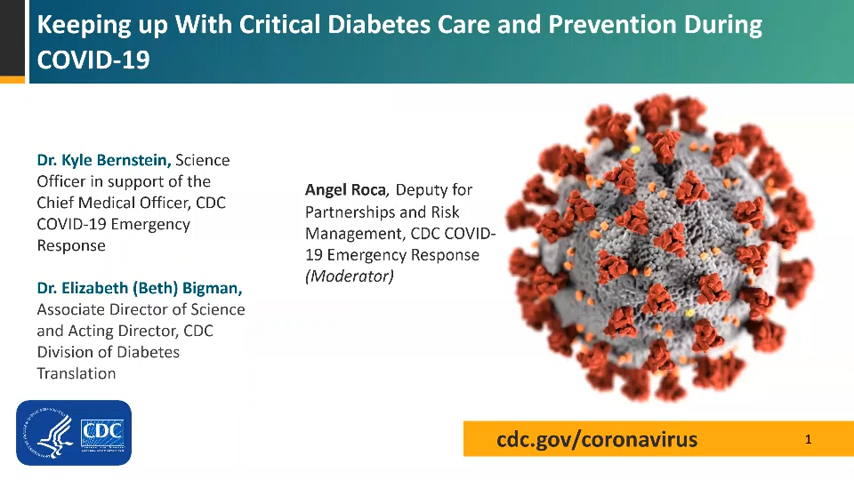 Keeping up With Critical Diabetes Care and Prevention During
COVID-19
Dr. Kyle Bernstein, Science
Officer in support of the
Chief Medical Officer, CDC
COVID-19 Emergency
Response
Dr. Elizabeth (Beth) Bigman,
Associate Director of Science
and Acting Director, CDC
Division of Diabetes
Translation
Angel Roca, Deputy for
Partnerships and Risk
Management, CDC COVID-
19 Emergency Response
(Moderator)
CDC
cdc.gov/coronavirus
1